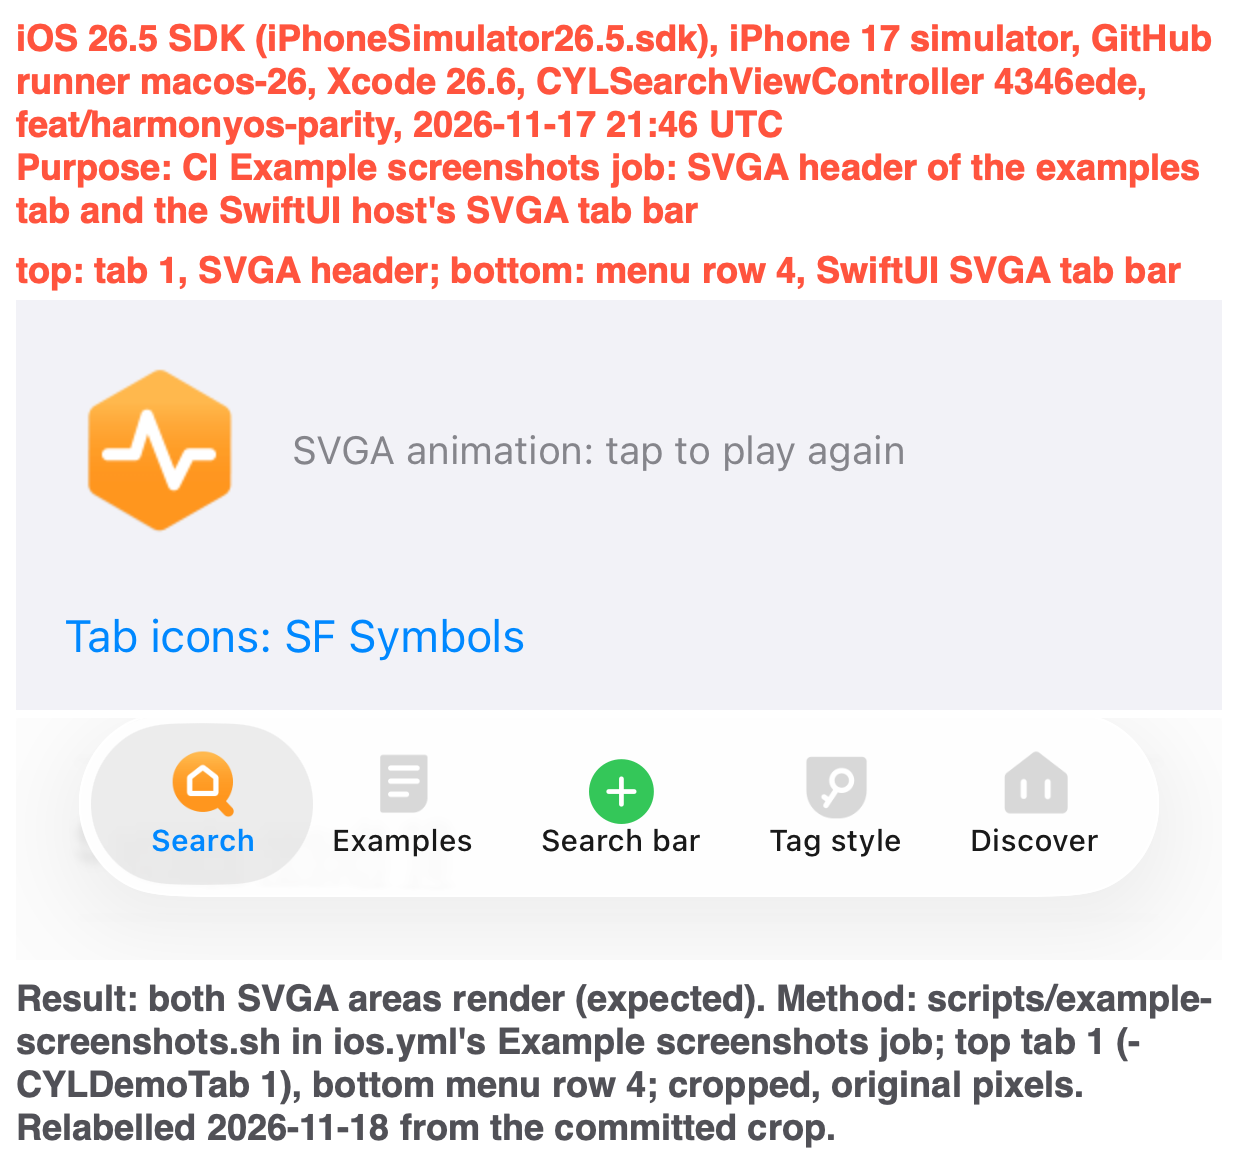 iOS 26.5 SDK (iPhoneSimulator26.5.sdk), iPhone 17 simulator, GitHub
runner macos-26, Xcode 26.6, CYLSearchViewController 4346ede,
feat/harmonyos-parity, 2026-11-17 21:46 UTC
Purpose: CI Example screenshots job: SVGA header of the examples
tab and the SwiftUI host's SVGA tab bar
top: tab 1, SVGA header; bottom: menu row 4, SwiftUI SVGA tab bar
SVGA animation: tap to play again
Tab icons: SF Symbols
Search
Examples
Search bar
Tag style
Discover
Result: both SVGA areas render (expected). Method: scripts/example-
screenshots.sh in ios.yml's Example screenshots job; top tab 1 (-
CYLDemoTab 1), bottom menu row 4; cropped, original pixels.
Relabelled 2026-11-18 from the committed crop.